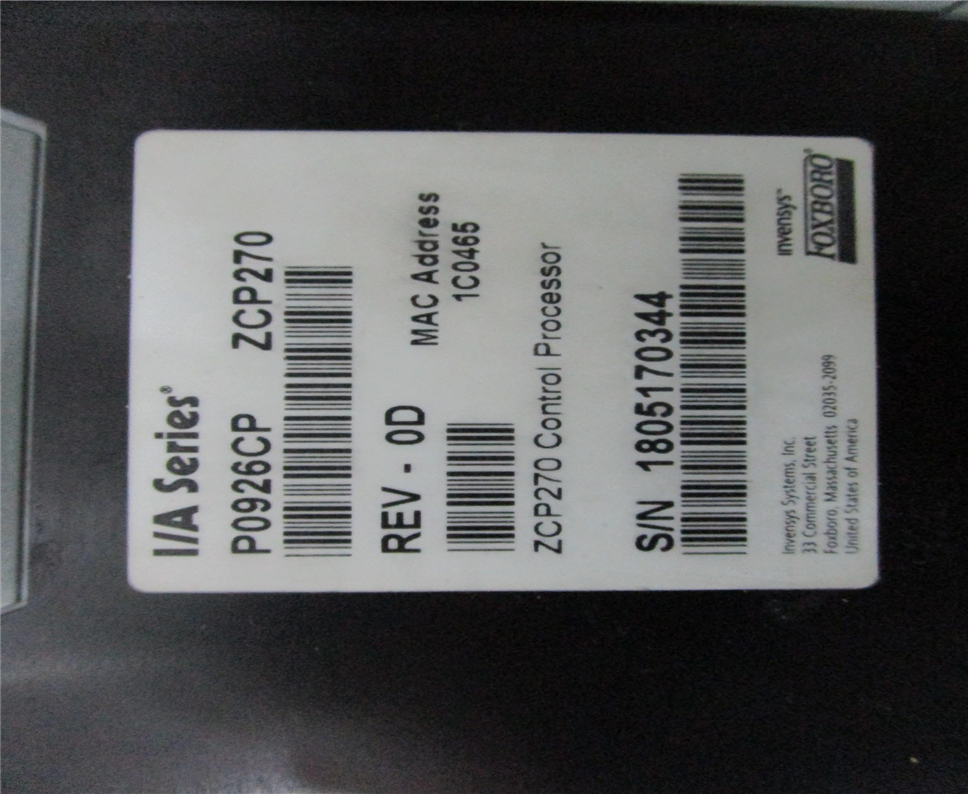 I/A Series®
P0926CP ZCP270
REV - 0D MAC Address
1C0465
ZCP270 Control Processor
S/N 1805170344
Invensys Systems, Inc.
33 Commercial Street
Foxboro, Massachusetts 02035-2099
United States of America
invensys™
FOXBORO®